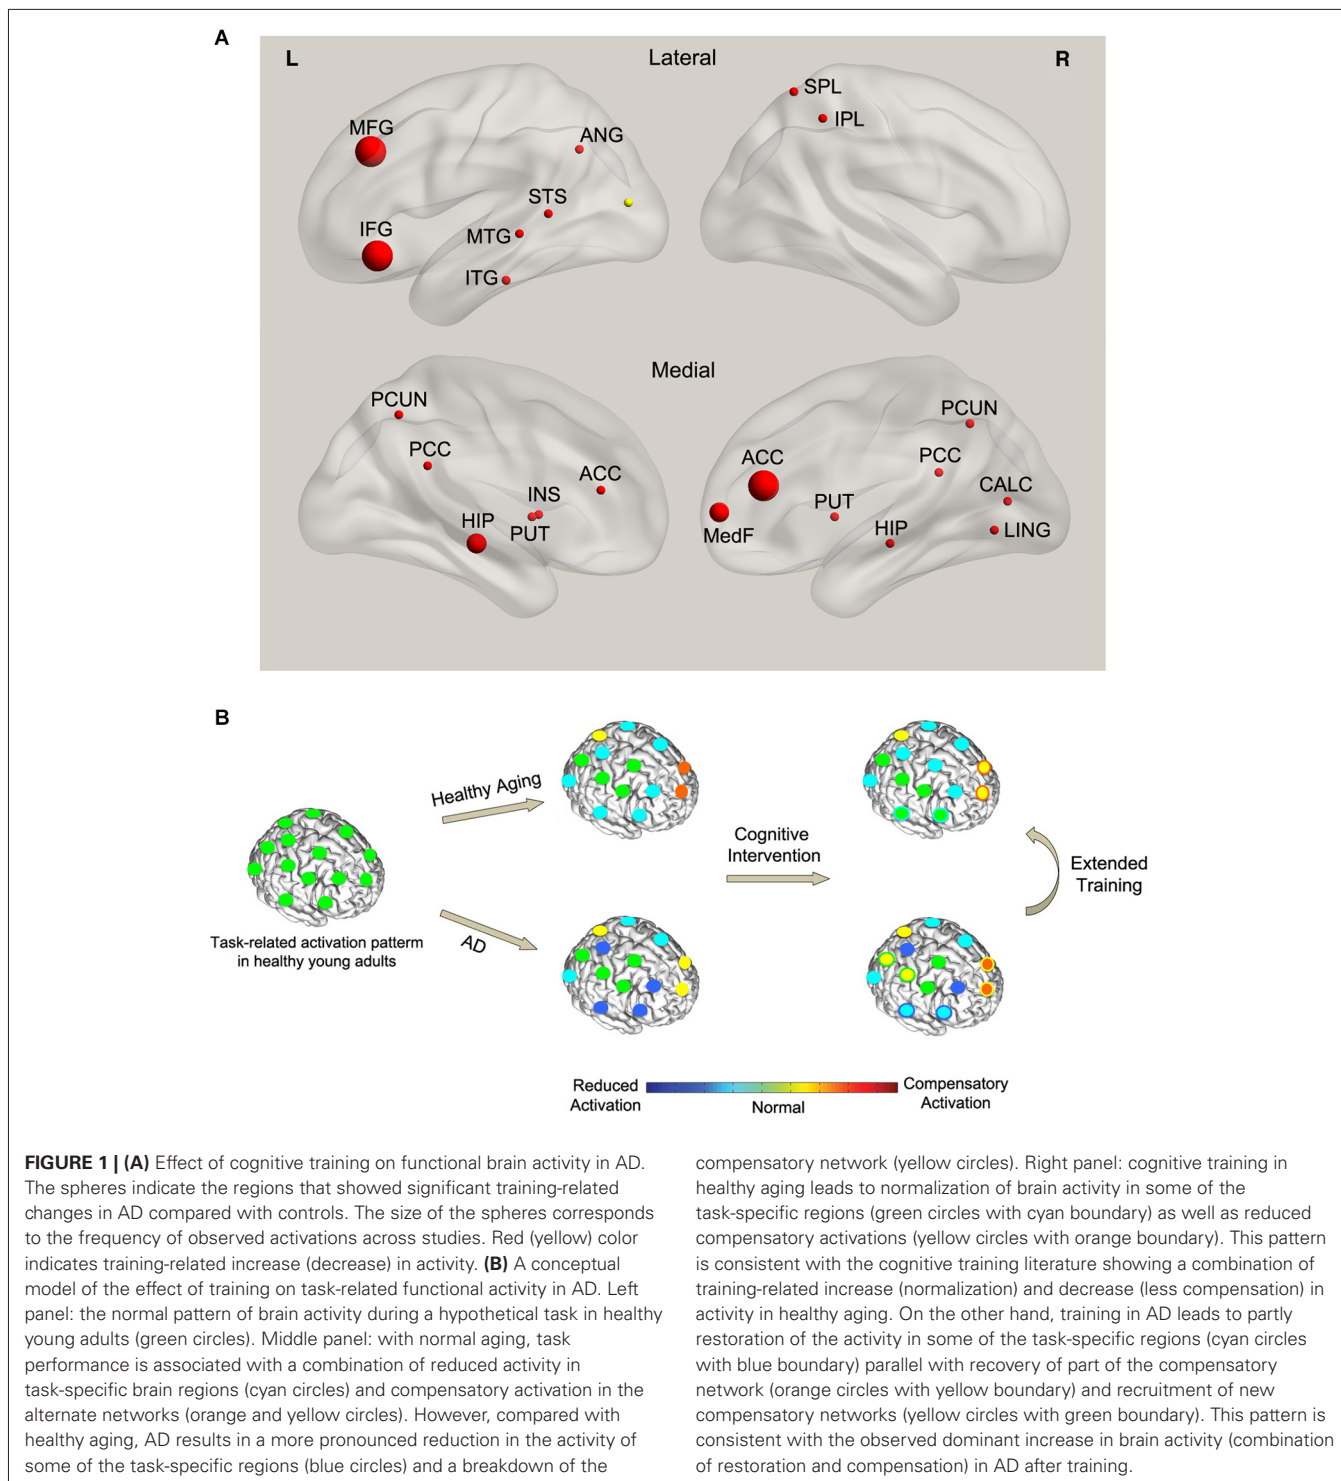 A
L
Lateral
R
MFG
ANG
STS
IFG
MTG
ITG
SPL
IPL
Medial
PCUN
PCC
ACC
INS
HIP
PUT
PCUN
ACC
PCC
CALC
PUT
MedF
HIP
LING
B
Healthy Aging
Cognitive
Intervention
Extended
Training
Task-related activation patterm
in healthy young adults
AD
Reduced
Activation
Normal
Compensatory
Activation
FIGURE 1 | (A) Effect of cognitive training on functional brain activity in AD.
The spheres indicate the regions that showed significant training-related
changes in AD compared with controls. The size of the spheres corresponds
to the frequency of observed activations across studies. Red (yellow) color
indicates training-related increase (decrease) in activity. (B) A conceptual
model of the effect of training on task-related functional activity in AD. Left
panel: the normal pattern of brain activity during a hypothetical task in healthy
young adults (green circles). Middle panel: with normal aging, task
performance is associated with a combination of reduced activity in
task-specific brain regions (cyan circles) and compensatory activation in the
alternate networks (orange and yellow circles). However, compared with
healthy aging, AD results in a more pronounced reduction in the activity of
some of the task-specific regions (blue circles) and a breakdown of the
compensatory network (yellow circles). Right panel: cognitive training in
healthy aging leads to normalization of brain activity in some of the
task-specific regions (green circles with cyan boundary) as well as reduced
compensatory activations (yellow circles with orange boundary). This pattern
is consistent with the cognitive training literature showing a combination of
training-related increase (normalization) and decrease (less compensation) in
activity in healthy aging. On the other hand, training in AD leads to partly
restoration of the activity in some of the task-specific regions (cyan circles
with blue boundary) parallel with recovery of part of the compensatory
network (orange circles with yellow boundary) and recruitment of new
compensatory networks (yellow circles with green boundary). This pattern is
consistent with the observed dominant increase in brain activity (combination
of restoration and compensation) in AD after training.